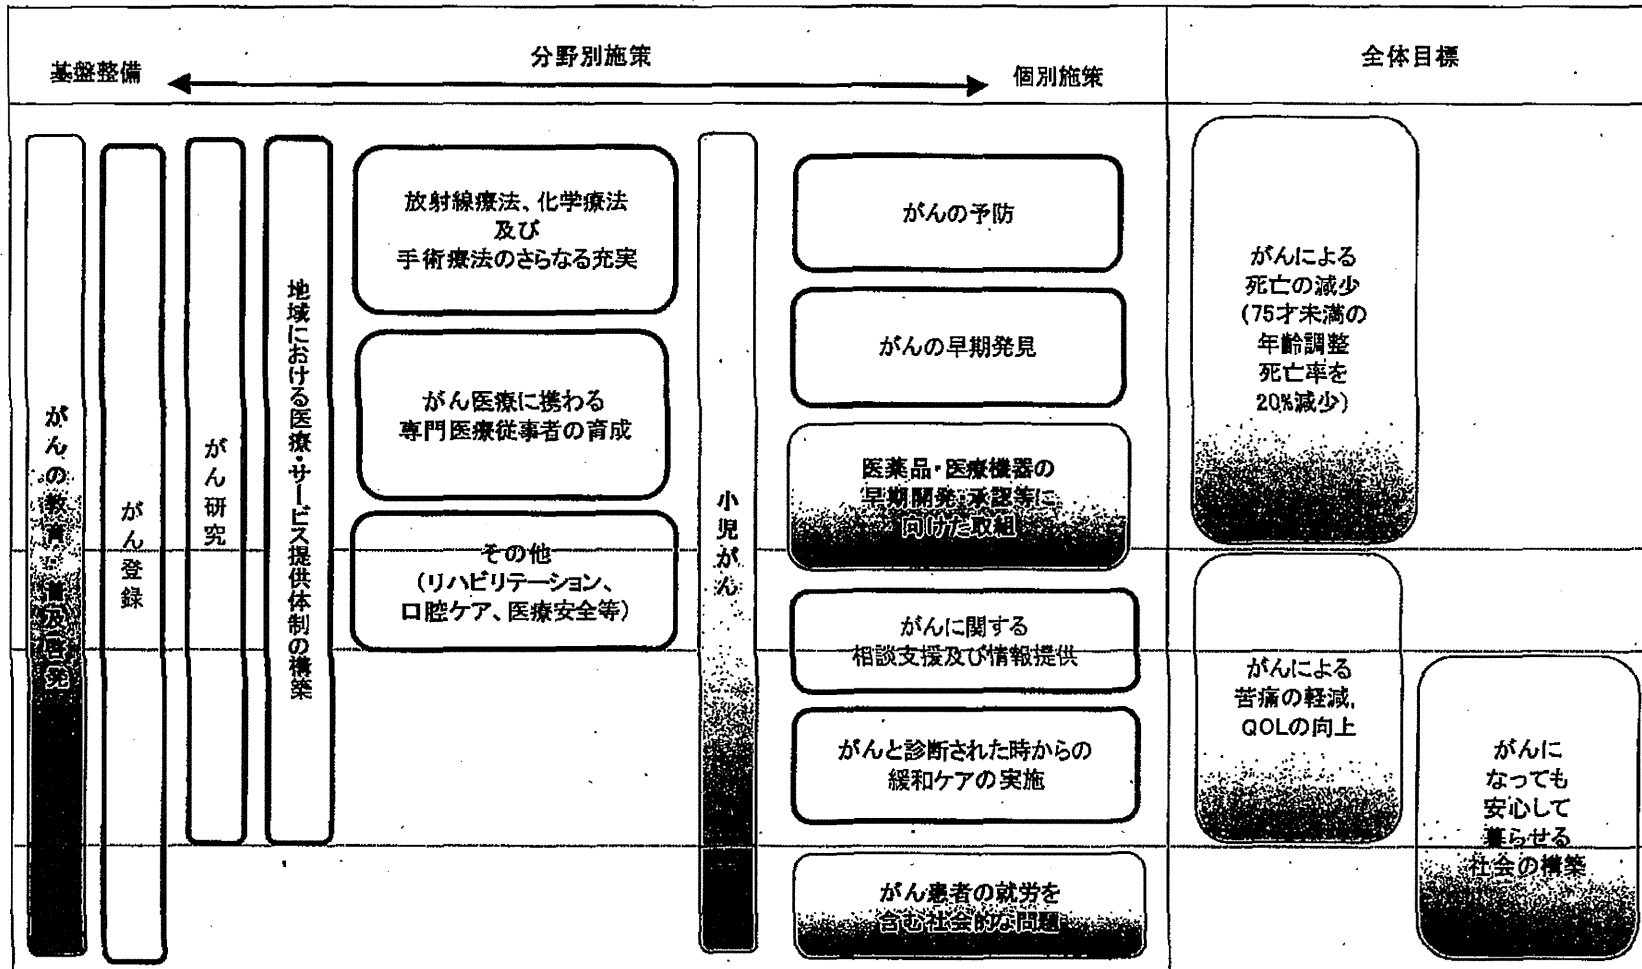 分野別施策
全体目標
基盤整備
個別施策
がんの教育・普及啓発
がん登録
がん研究
地域における医療・サービス提供体制の構築
放射線療法、化学療法
及び
手術療法のさらなる充実
がん医療に携わる
専門医療従事者の育成
その他
(リハビリテーション、
口腔ケア、医療安全等)
小児がん
がんの予防
がんの早期発見
医薬品・医療機器の
早期開発・承認等に
向けた取組
がんに関する
相談支援及び情報提供
がんと診断された時からの
緩和ケアの実施
がん患者の就労を
含む社会的な問題
がんによる
死亡の減少
(75才未満の
年齢調整
死亡率を
20%減少)
がんによる
苦痛の軽減,
QOLの向上
がんに
なっても
安心して
暮らせる
社会の構築